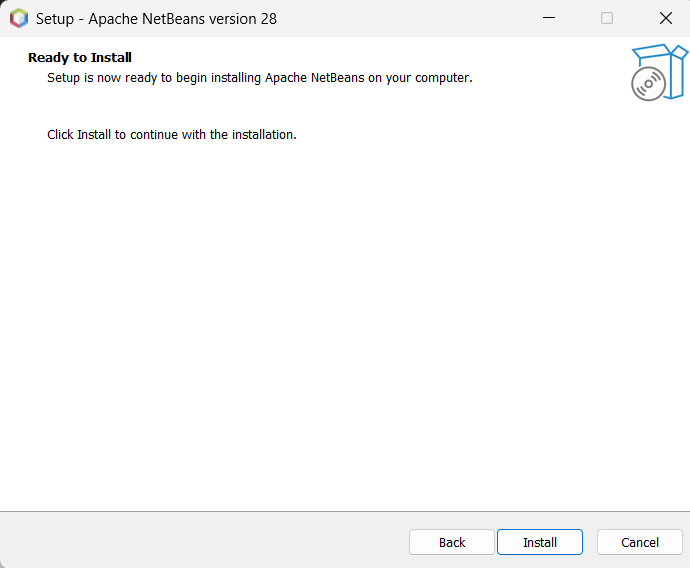 Setup - Apache NetBeans version 28
Ready to Install
Setup is now ready to begin installing Apache NetBeans on your computer.
Click Install to continue with the installation.
Back
Install
Cancel